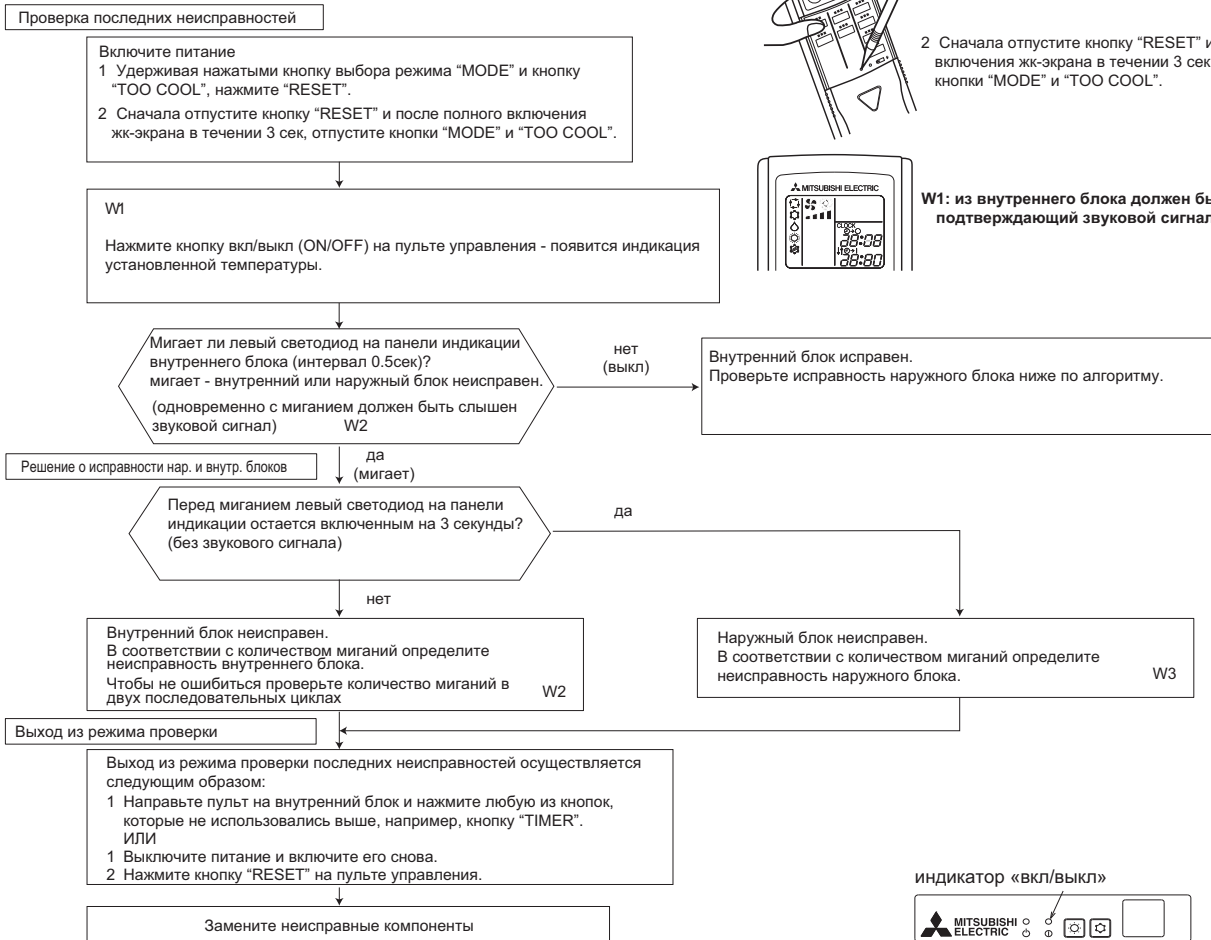 Проверка последних неисправностей
Включите питание
1 Удерживая нажатыми кнопку выбора режима “MODE” и кнопку
“TOO COOL”, нажмите “RESET”.
2 Сначала отпустите кнопку “RESET” и после полного включения
жк-экрана в течении 3 сек, отпустите кнопки “MODE” и “TOO COOL”.
2 Сначала отпустите кнопку “RESET” и
включения жк-экрана в течении 3 сек
кнопки “MODE” и “TOO COOL”.
MITSUBISHI ELECTRIC
CLOCK
88:08
88:80
W1: из внутреннего блока должен бы
подтверждающий звуковой сигнал
W1
Нажмите кнопку вкл/выкл (ON/OFF) на пульте управления - появится индикация
установленной температуры.
Мигает ли левый светодиод на панели индикации
внутреннего блока (интервал 0.5сек)?
мигает - внутренний или наружный блок неисправен.
(одновременно с миганием должен быть слышен
звуковой сигнал) W2
нет
(выкл)
Внутренний блок исправен.
Проверьте исправность наружного блока ниже по алгоритму.
да
(мигает)
Решение о исправности нар. и внутр. блоков
Перед миганием левый светодиод на панели
индикации остается включенным на 3 секунды?
(без звукового сигнала)
да
нет
Внутренний блок неисправен.
В соответствии с количеством миганий определите
неисправность внутреннего блока.
Чтобы не ошибиться проверьте количество миганий в
двух последовательных циклах W2
Наружный блок неисправен.
В соответствии с количеством миганий определите
неисправность наружного блока. W3
Выход из режима проверки
Выход из режима проверки последних неисправностей осуществляется
следующим образом:
1 Направьте пульт на внутренний блок и нажмите любую из кнопок,
которые не использовались выше, например, кнопку “TIMER”.
ИЛИ
1 Выключите питание и включите его снова.
2 Нажмите кнопку “RESET” на пульте управления.
Замените неисправные компоненты
индикатор «вкл/выкл»
MITSUBISHI
ELECTRIC